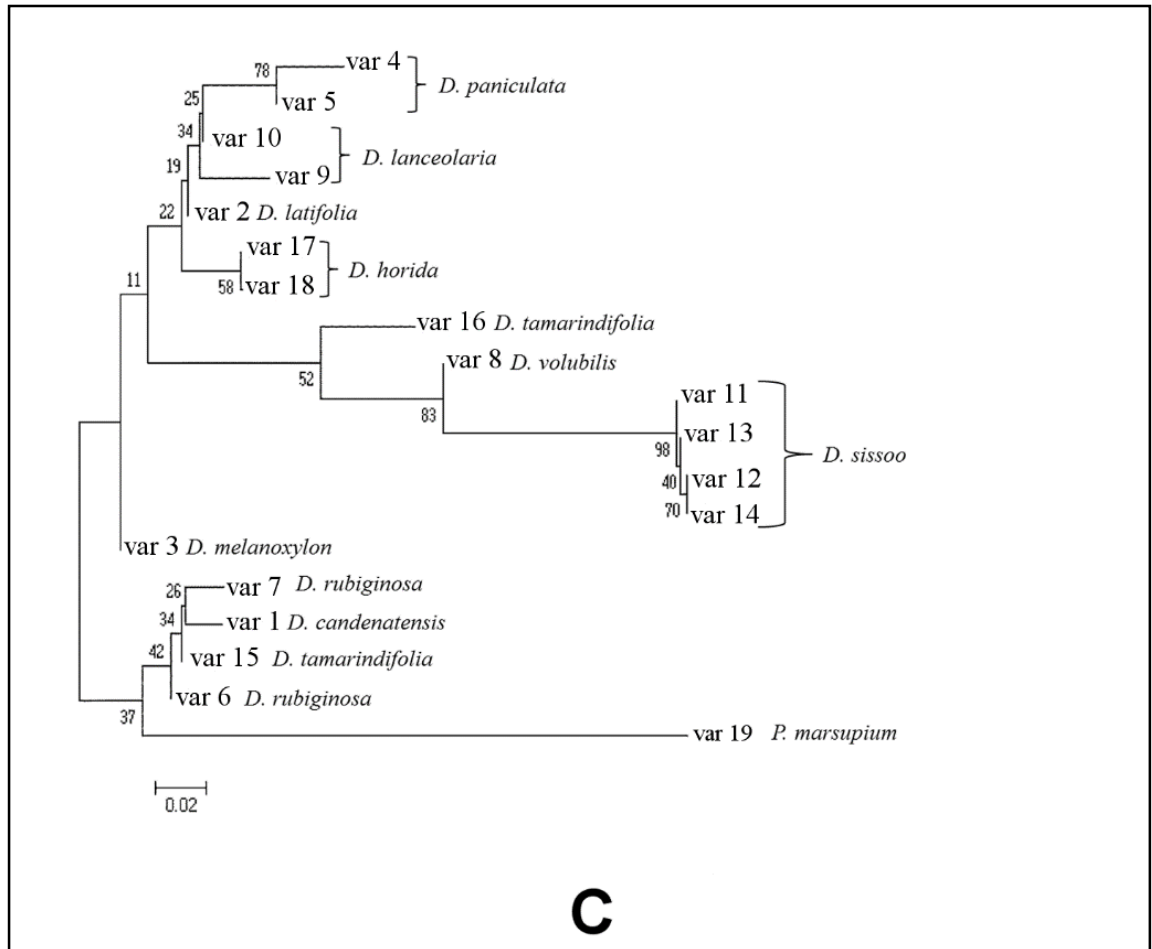 78 var 4 D. paniculata
25 var 5
34 var 10 D. lanceolaria
19 var 9
22 var 2 D. latifolia
var 17 D. horida
58 var 18
11
var 16 D. tamarindifolia
52 var 8 D. volubilis
83 var 11
98 var 13 D. sissoo
40 var 12
70 var 14
var 3 D. melanoxylon
26 var 7 D. rubiginosa
34 var 1 D. candenatensis
42 var 15 D. tamarindifolia
var 6 D. rubiginosa
37
var 19 P. marsupium
0.02
C